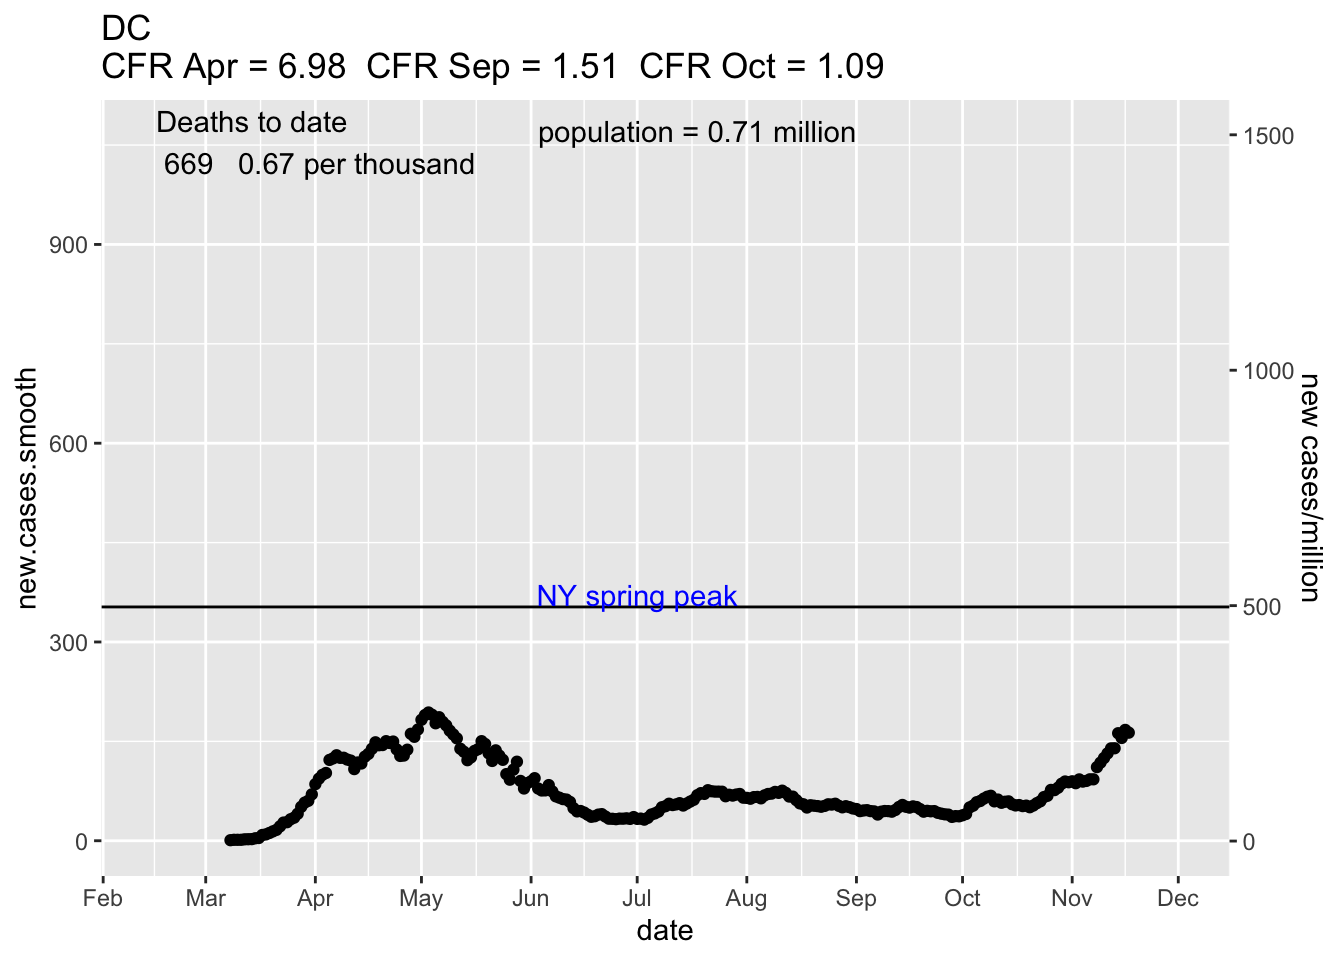 DC
CFR Apr = 6.98  CFR Sep = 1.51  CFR Oct = 1.09
Deaths to date
669   0.67 per thousand
population = 0.71 million
NY spring peak
new.cases.smooth
900
600
300
0
1500
1000
500
0
new cases/million
Feb Mar Apr May Jun Jul Aug Sep Oct Nov Dec
date